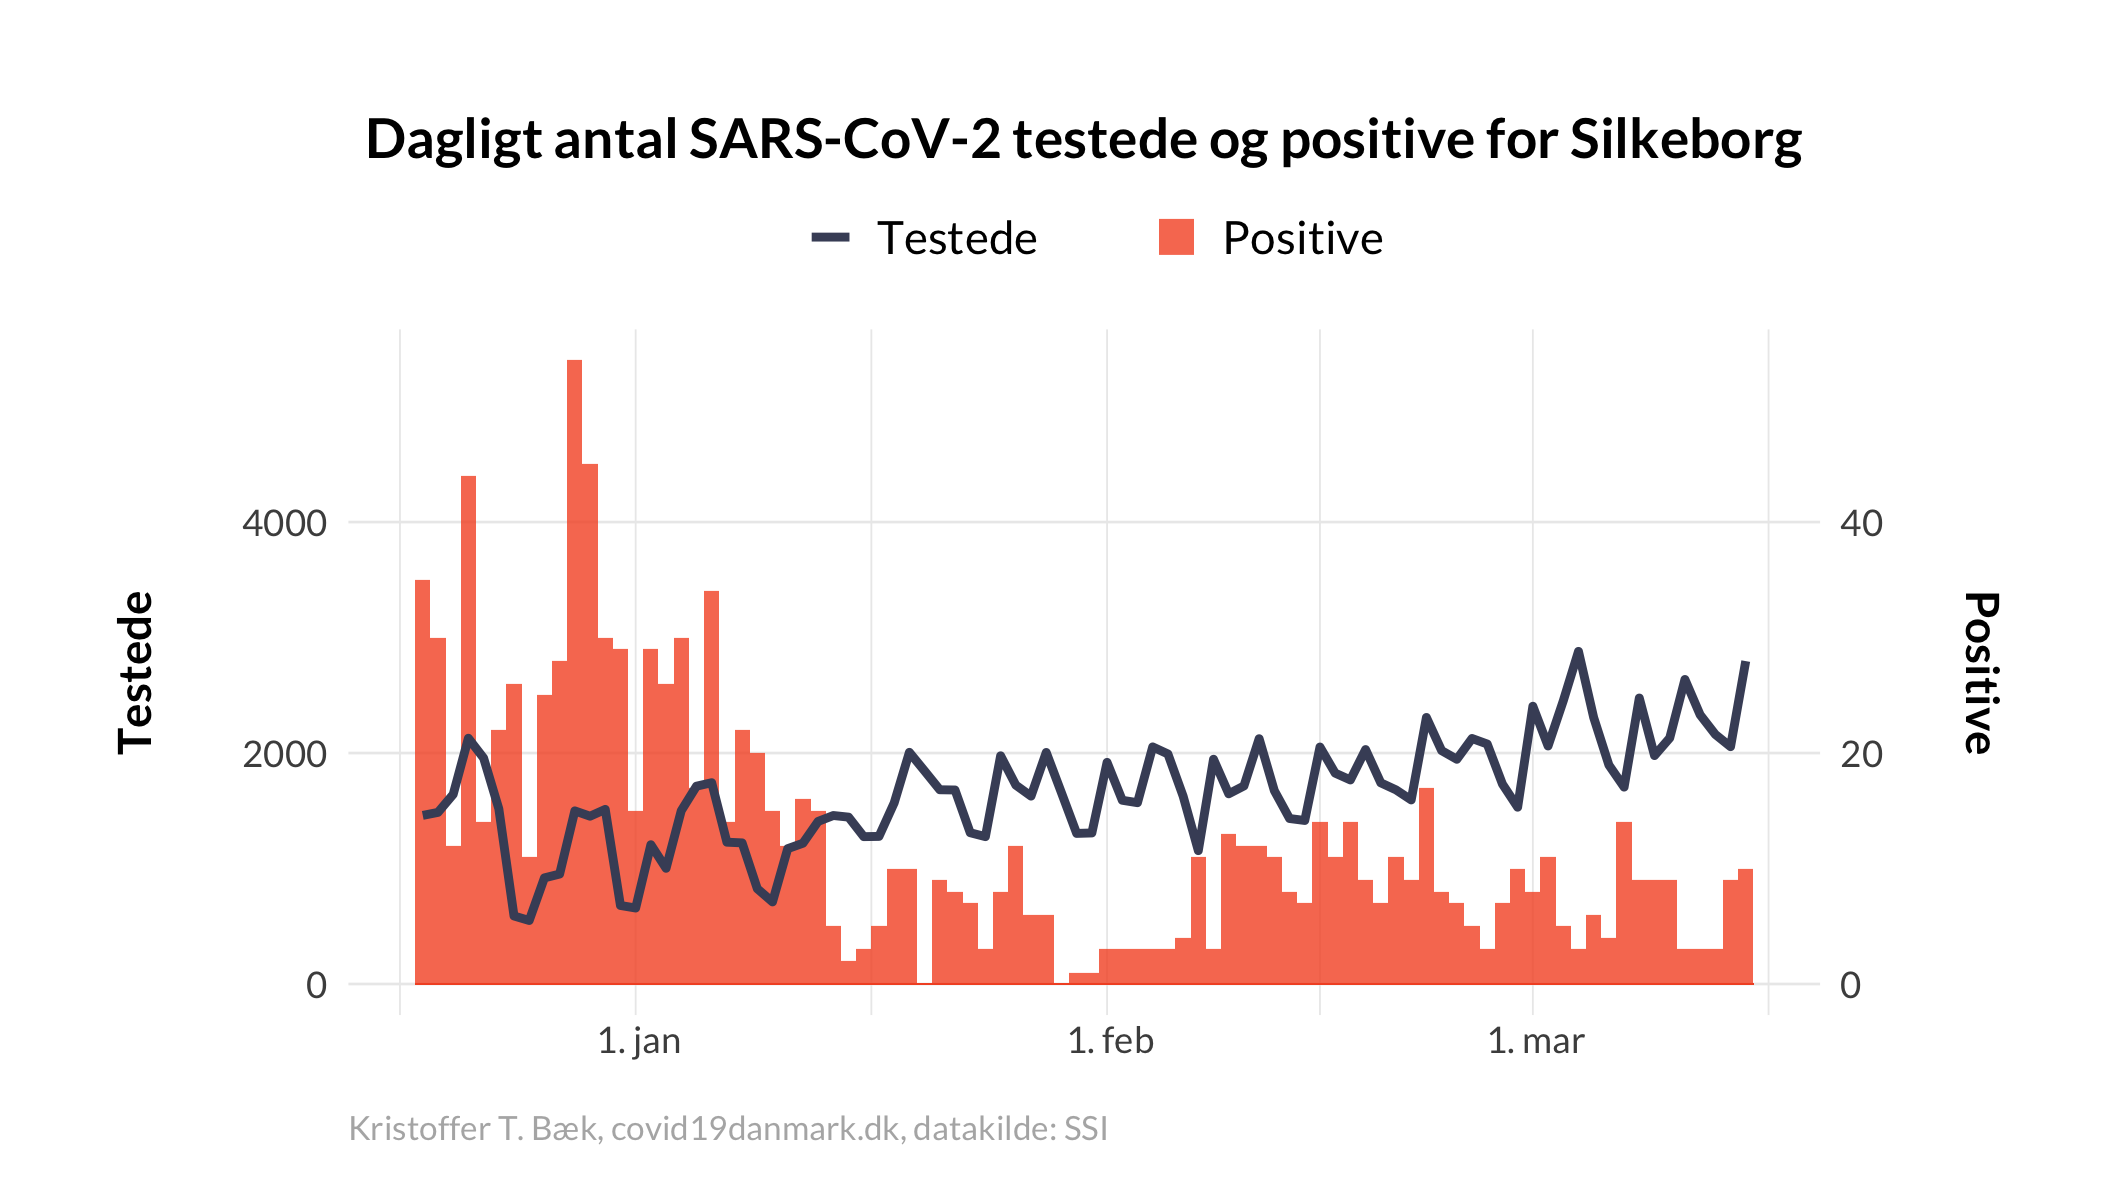 Dagligt antal SARS-CoV-2 testede og positive for Silkeborg
Testede
Positive
Testede
4000
2000
0
40
20
0
Positive
1. jan
1. feb
1. mar
Kristoffer T. Bæk, covid19danmark.dk, datakilde: SSI